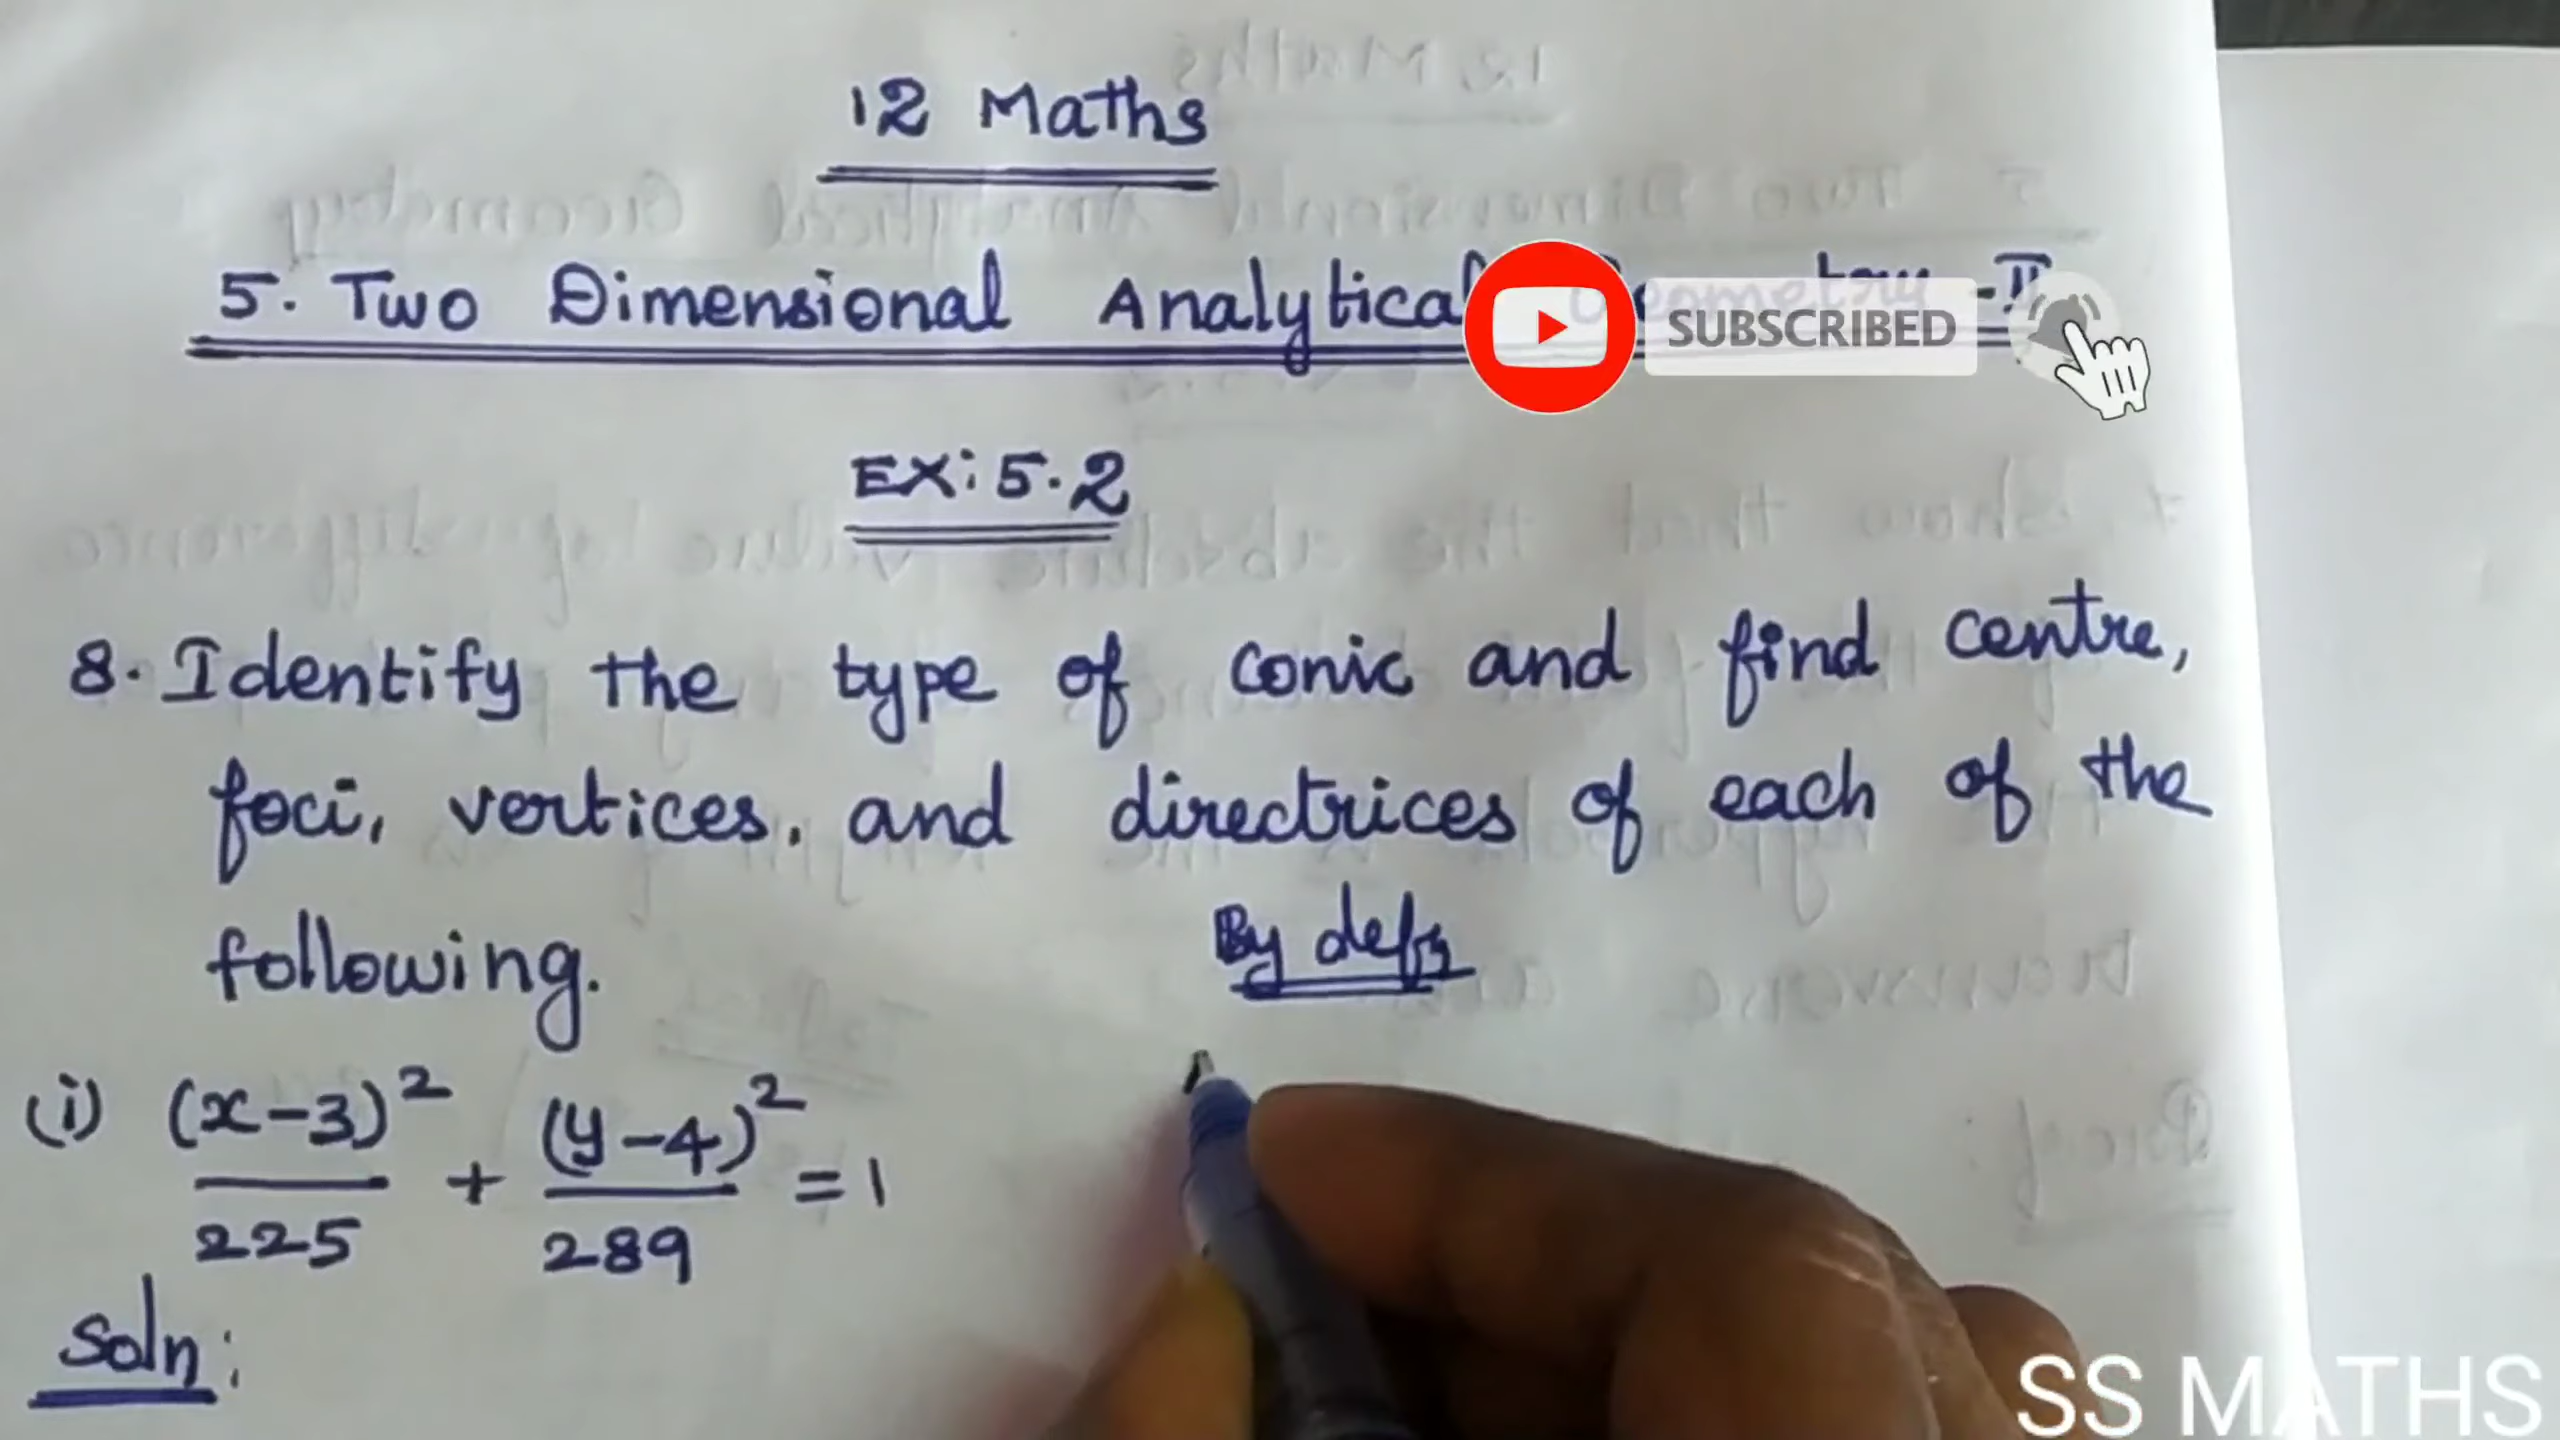 12 Maths
5. Two Dimensional Analytical Geometry - II
SUBSCRIBED
EX: 5.2
8. Identify the type of conic and find centre,
foci, vertices, and directrices of each of the
following.
By defn
(i) (x-3)²/225 + (y-4)²/289 = 1
Soln:
SS MATHS